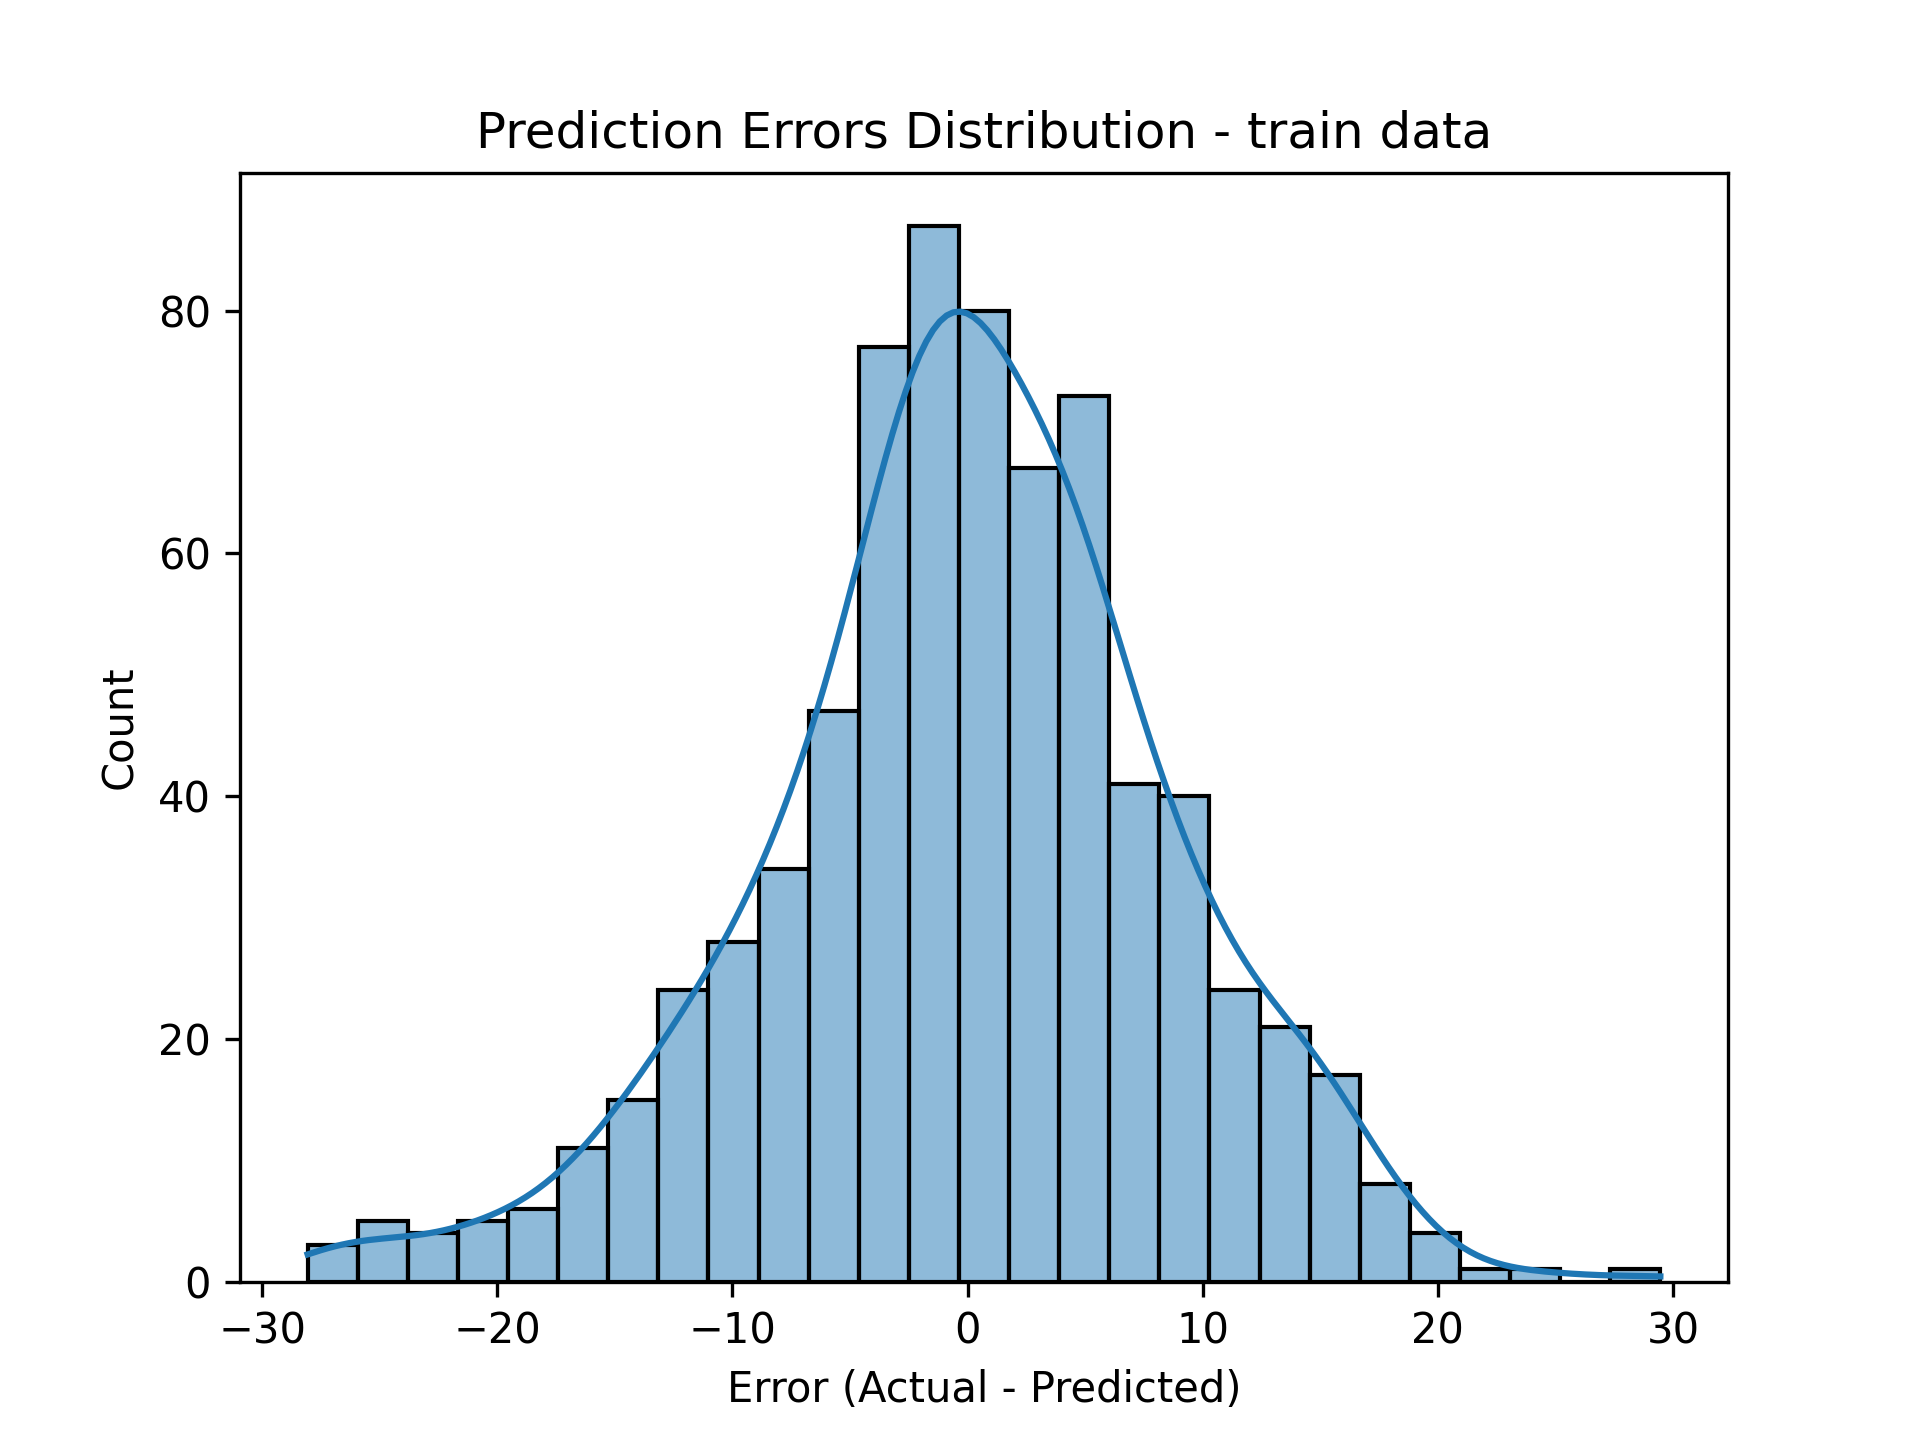 Prediction Errors Distribution - train data
80
60
40
20
0
Count
−30 −20 −10 0 10 20 30
Error (Actual - Predicted)